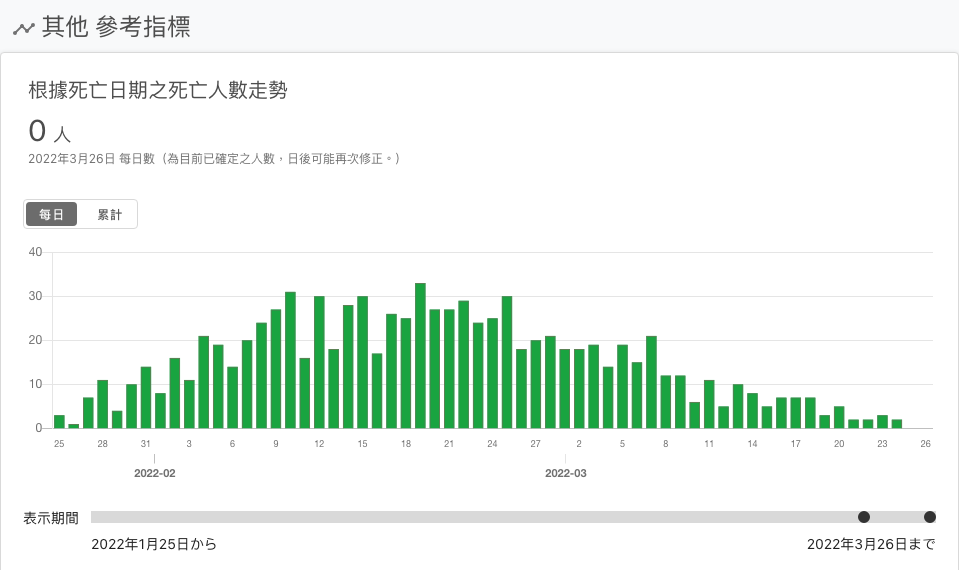 其他 參考指標
根據死亡日期之死亡人數走勢
0 人
2022年3月26日 每日數（為目前已確定之人數，日後可能再次修正。）
每日 累計
40
30
20
10
0
25 28 31 3 6 9 12 15 18 21 24 27 2 5 8 11 14 17 20 23 26
2022-02 2022-03
表示期間
2022年1月25日から 2022年3月26日まで